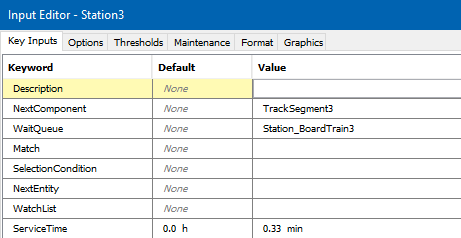 Input Editor - Station3
Key Inputs Options Thresholds Maintenance Format Graphics
Keyword Default Value
Description None
NextComponent None TrackSegment3
WaitQueue None Station_BoardTrain3
Match None
SelectionCondition None
NextEntity None
WatchList None
ServiceTime 0.0 h 0.33 min